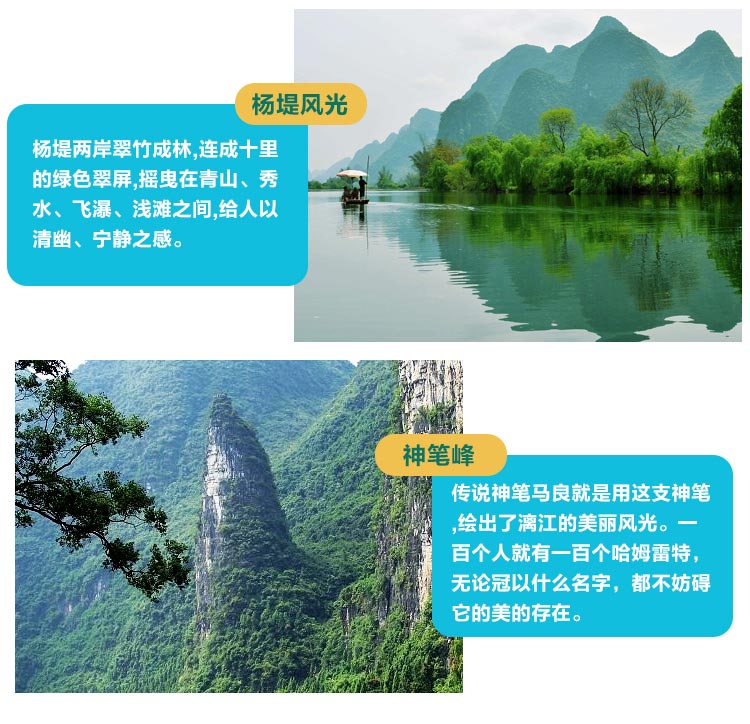 杨堤风光
杨堤两岸翠竹成林,连成十里
的绿色翠屏,摇曳在青山、秀
水、飞瀑、浅滩之间,给人以
清幽、宁静之感。
神笔峰
传说神笔马良就是用这支神笔
,绘出了漓江的美丽风光。一
百个人就有一百个哈姆雷特，
无论冠以什么名字，都不妨碍
它的美的存在。